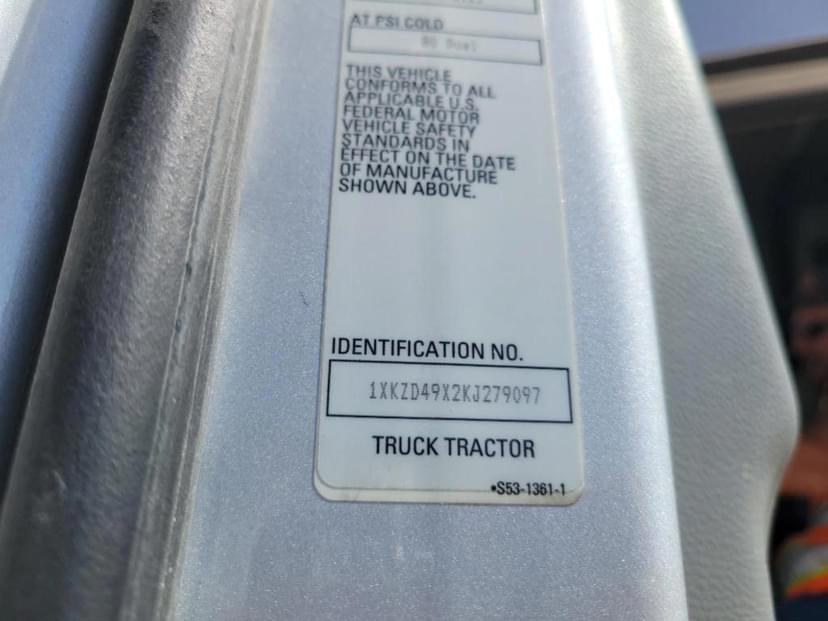 AT PSI COLD
THIS VEHICLE
CONFORMS TO ALL
APPLICABLE U.S.
FEDERAL MOTOR
VEHICLE SAFETY
STANDARDS IN
EFFECT ON THE DATE
OF MANUFACTURE
SHOWN ABOVE.
IDENTIFICATION NO.
1XKZD49X2KJ279097
TRUCK TRACTOR
•S53-1361-1